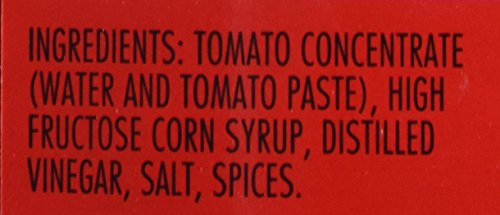 INGREDIENTS: TOMATO CONCENTRATE
(WATER AND TOMATO PASTE), HIGH
FRUCTOSE CORN SYRUP, DISTILLED
VINEGAR, SALT, SPICES.